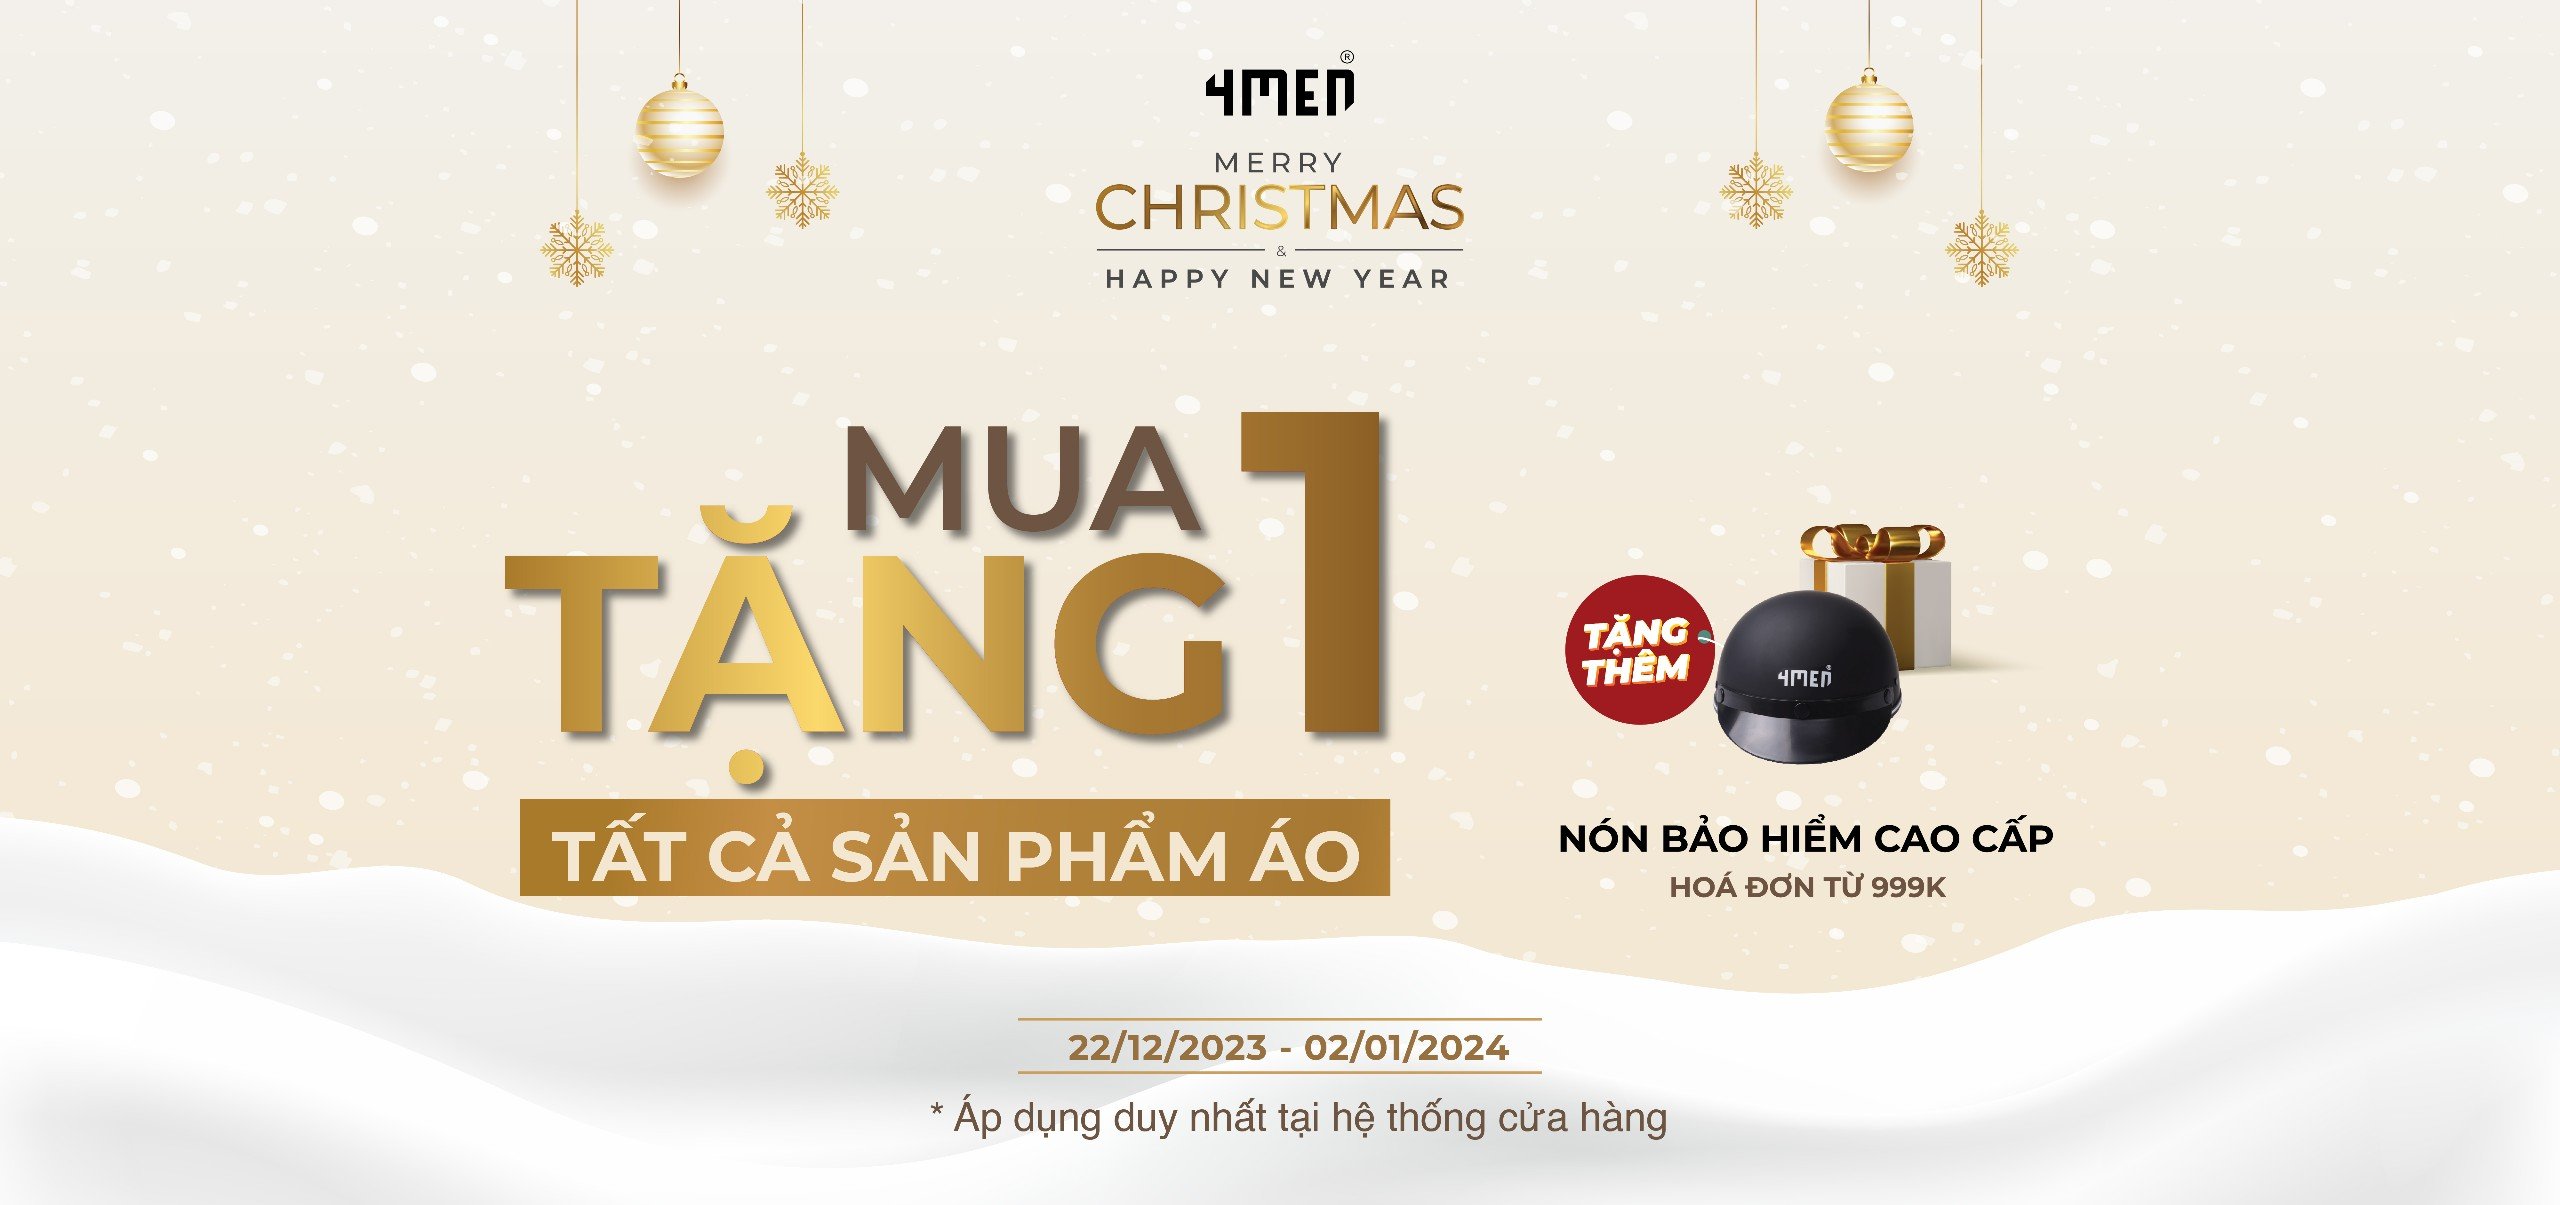 4MEN®
MERRY
CHRISTMAS
&
HAPPY NEW YEAR
MUA 1
TẶNG 1
TẤT CẢ SẢN PHẨM ÁO
TẶNG
THÊM
4MEN®
NÓN BẢO HIỂM CAO CẤP
HOÁ ĐƠN TỪ 999K
22/12/2023 - 02/01/2024
* Áp dụng duy nhất tại hệ thống cửa hàng